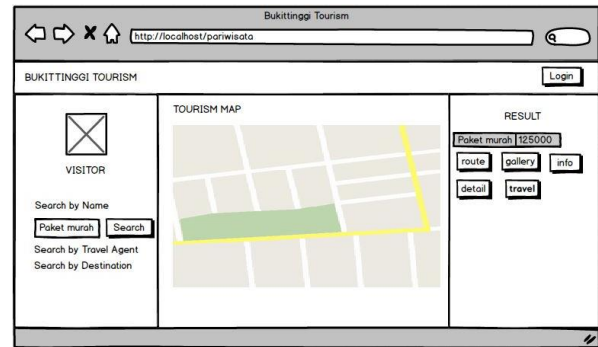 Bukittinggi Tourism
http://localhost/pariwisata
BUKITTINGGI TOURISM
Login
VISITOR
Search by Name
Paket murah Search
Search by Travel Agent
Search by Destination
TOURISM MAP
RESULT
Paket murah 125000
route gallery info
detail travel